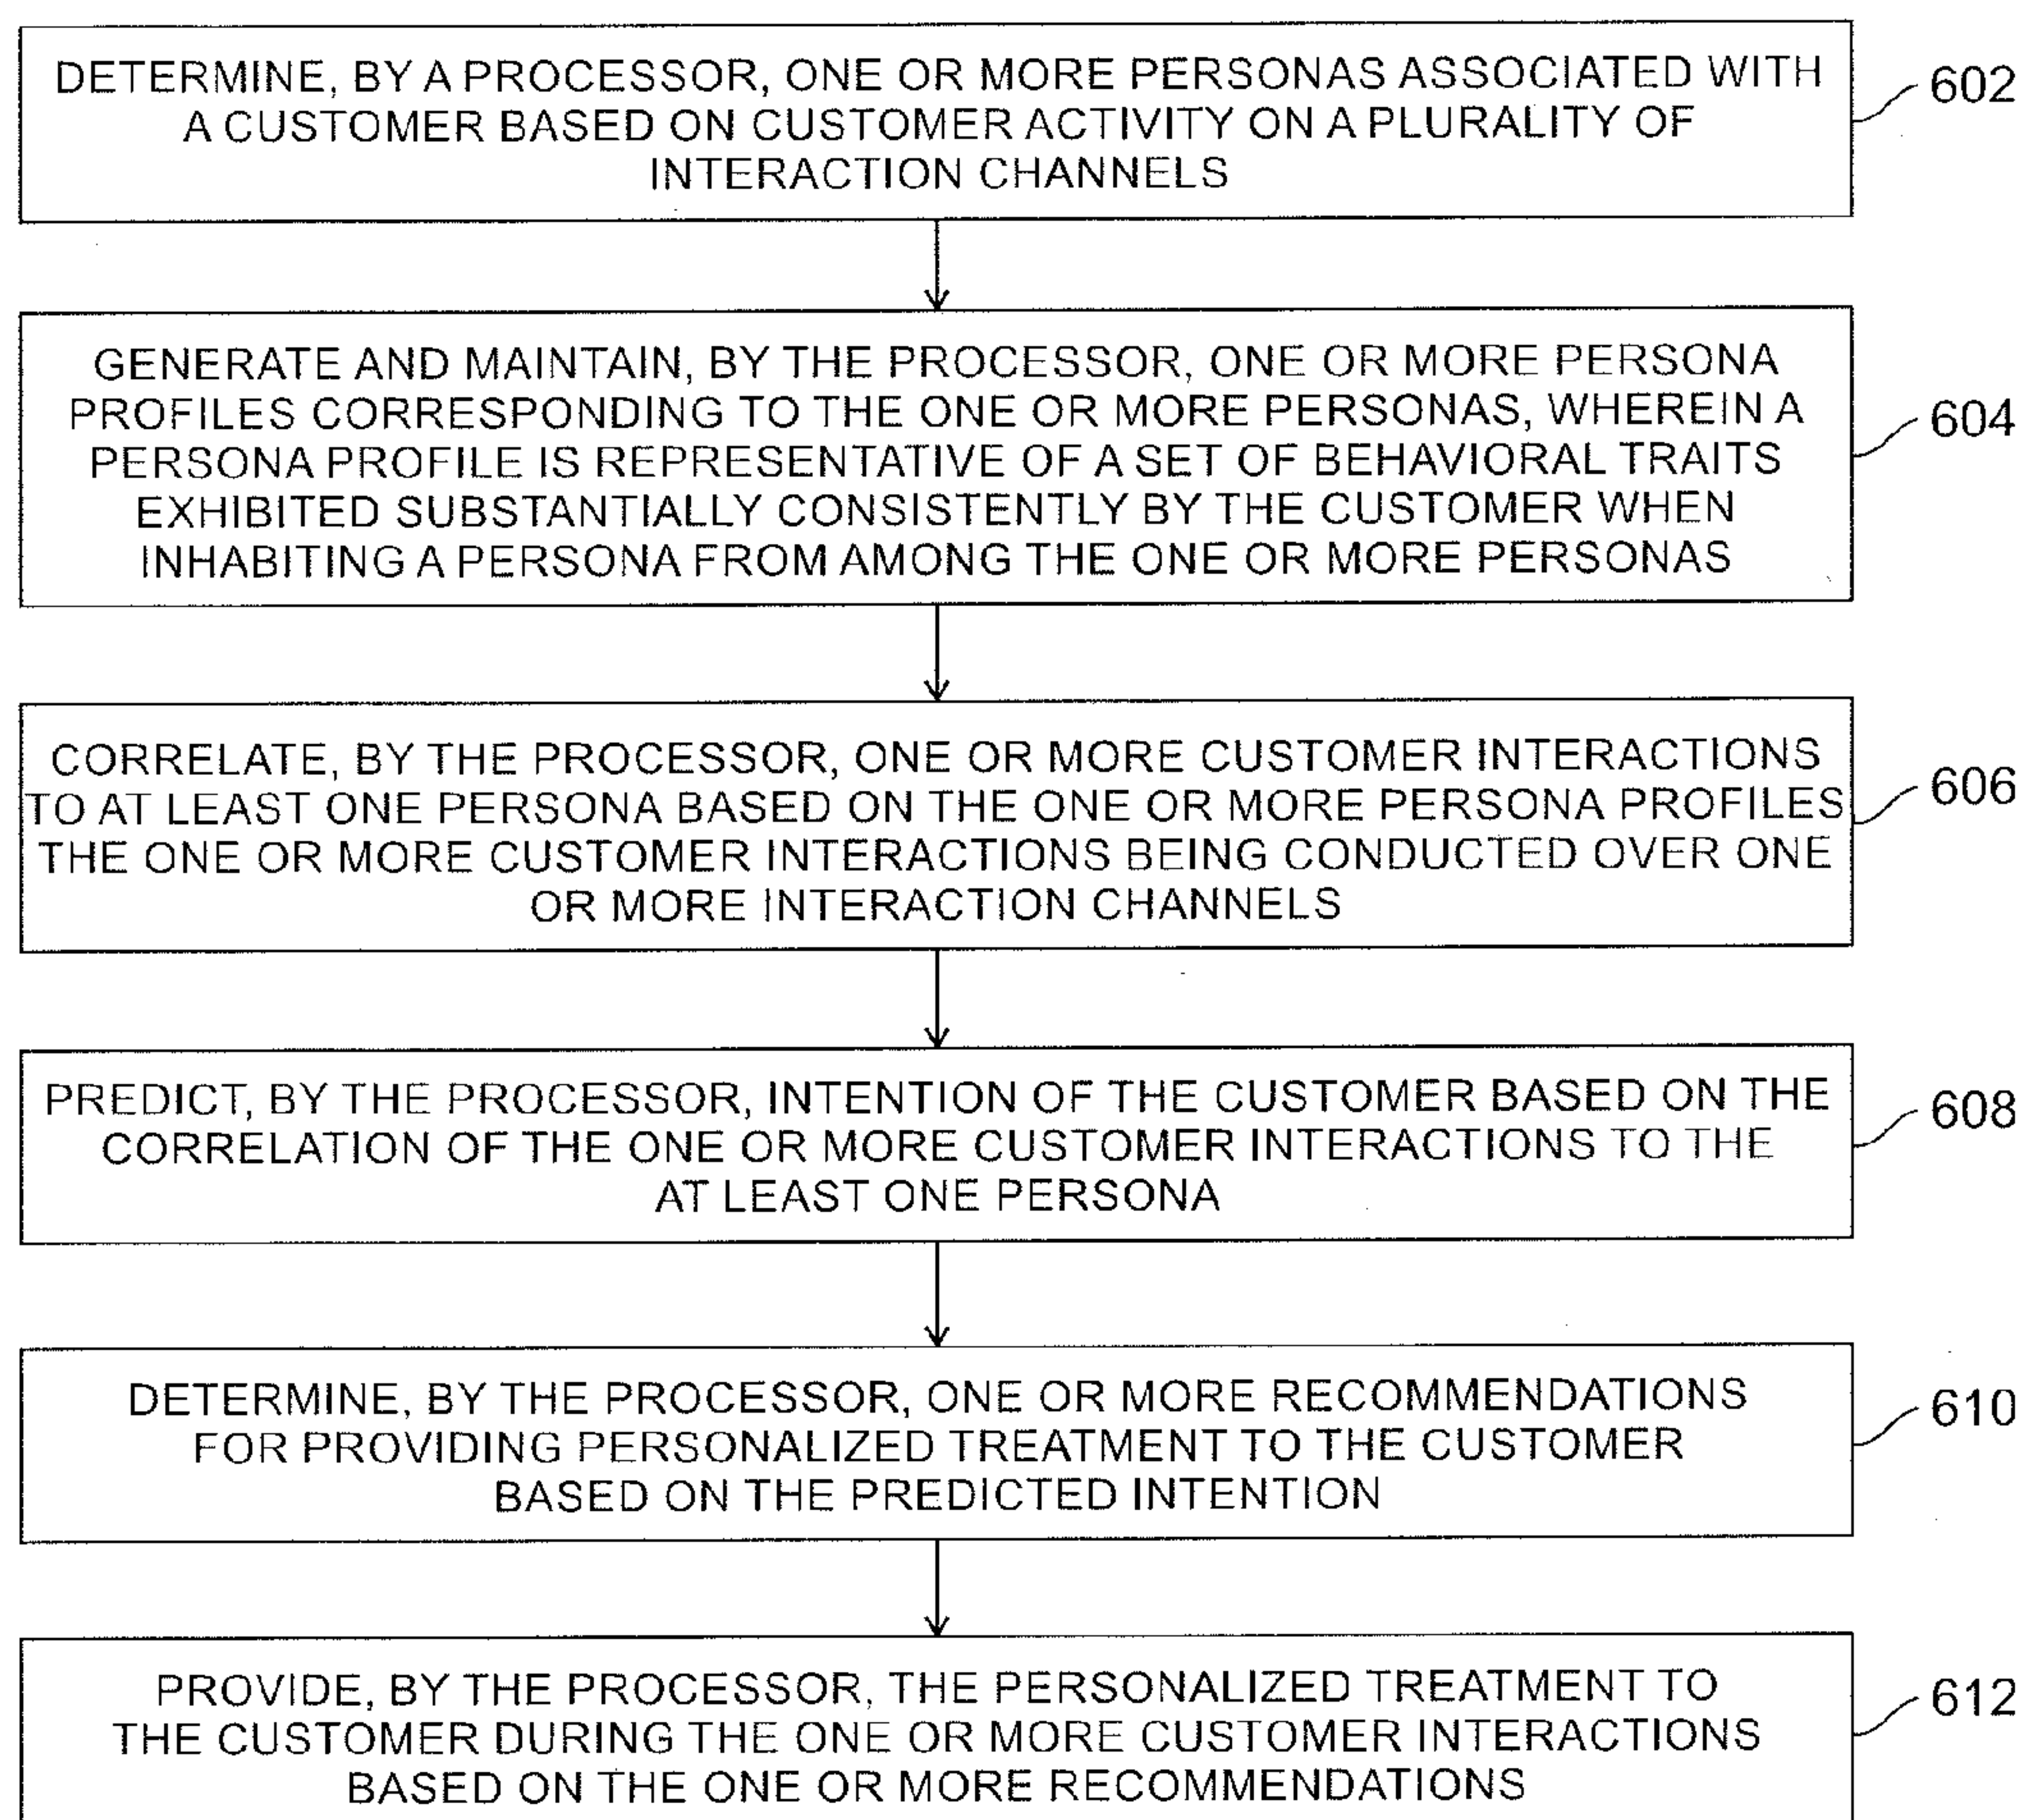 DETERMINE, BY A PROCESSOR, ONE OR MORE PERSONAS ASSOCIATED WITH
A CUSTOMER BASED ON CUSTOMER ACTIVITY ON A PLURALITY OF
INTERACTION CHANNELS
602
GENERATE AND MAINTAIN, BY THE PROCESSOR, ONE OR MORE PERSONA
PROFILES CORRESPONDING TO THE ONE OR MORE PERSONAS, WHEREIN A
PERSONA PROFILE IS REPRESENTATIVE OF A SET OF BEHAVIORAL TRAITS
EXHIBITED SUBSTANTIALLY CONSISTENTLY BY THE CUSTOMER WHEN
INHABITING A PERSONA FROM AMONG THE ONE OR MORE PERSONAS
604
CORRELATE, BY THE PROCESSOR, ONE OR MORE CUSTOMER INTERACTIONS
TO AT LEAST ONE PERSONA BASED ON THE ONE OR MORE PERSONA PROFILES
THE ONE OR MORE CUSTOMER INTERACTIONS BEING CONDUCTED OVER ONE
OR MORE INTERACTION CHANNELS
606
PREDICT, BY THE PROCESSOR, INTENTION OF THE CUSTOMER BASED ON THE
CORRELATION OF THE ONE OR MORE CUSTOMER INTERACTIONS TO THE
AT LEAST ONE PERSONA
608
DETERMINE, BY THE PROCESSOR, ONE OR MORE RECOMMENDATIONS
FOR PROVIDING PERSONALIZED TREATMENT TO THE CUSTOMER
BASED ON THE PREDICTED INTENTION
610
PROVIDE, BY THE PROCESSOR, THE PERSONALIZED TREATMENT TO
THE CUSTOMER DURING THE ONE OR MORE CUSTOMER INTERACTIONS
BASED ON THE ONE OR MORE RECOMMENDATIONS
612